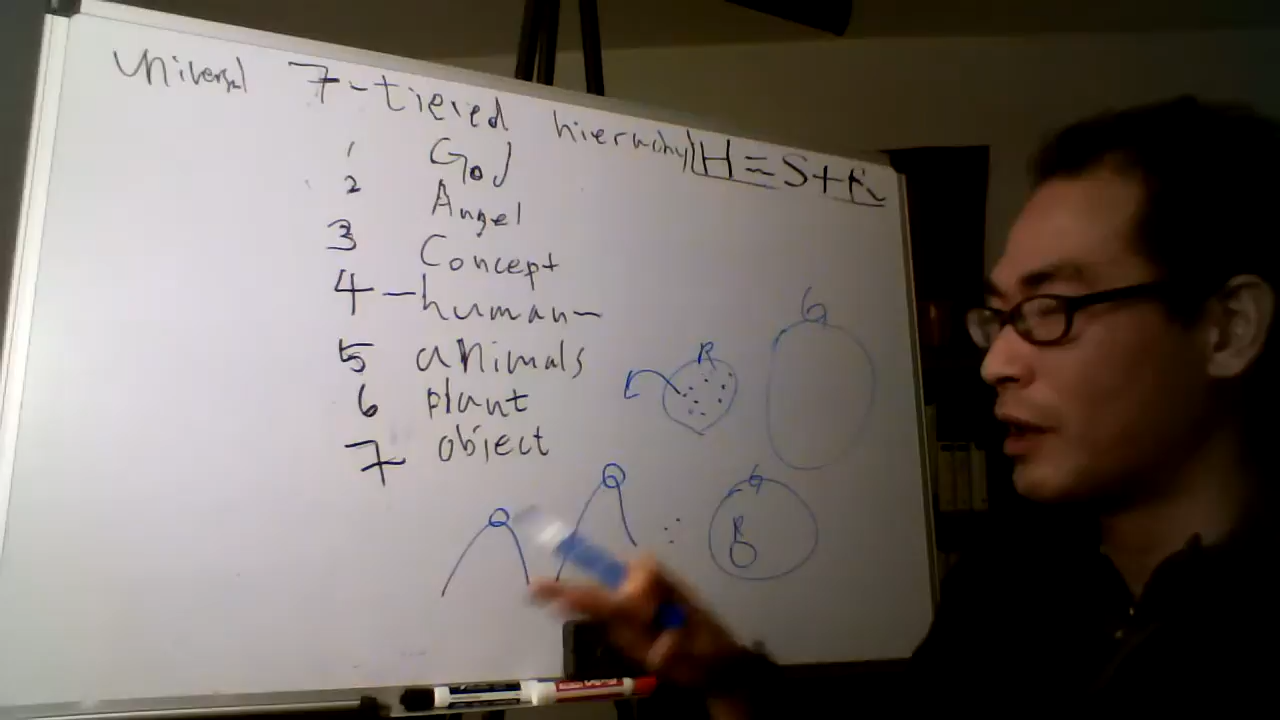 Universal 7-tiered hierarchy H=S+R
1 God
2 Angel
3 Concept
4 – human –
5 animals
6 plant
7 object
R
G
G
R